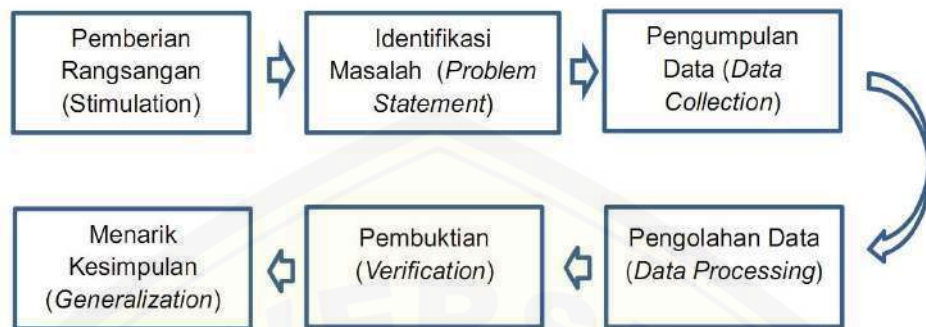 Pemberian
Rangsangan
(Stimulation)
Identifikasi
Masalah (Problem
Statement)
Pengumpulan
Data (Data
Collection)
Pengolahan Data
(Data Processing)
Pembuktian
(Verification)
Menarik
Kesimpulan
(Generalization)